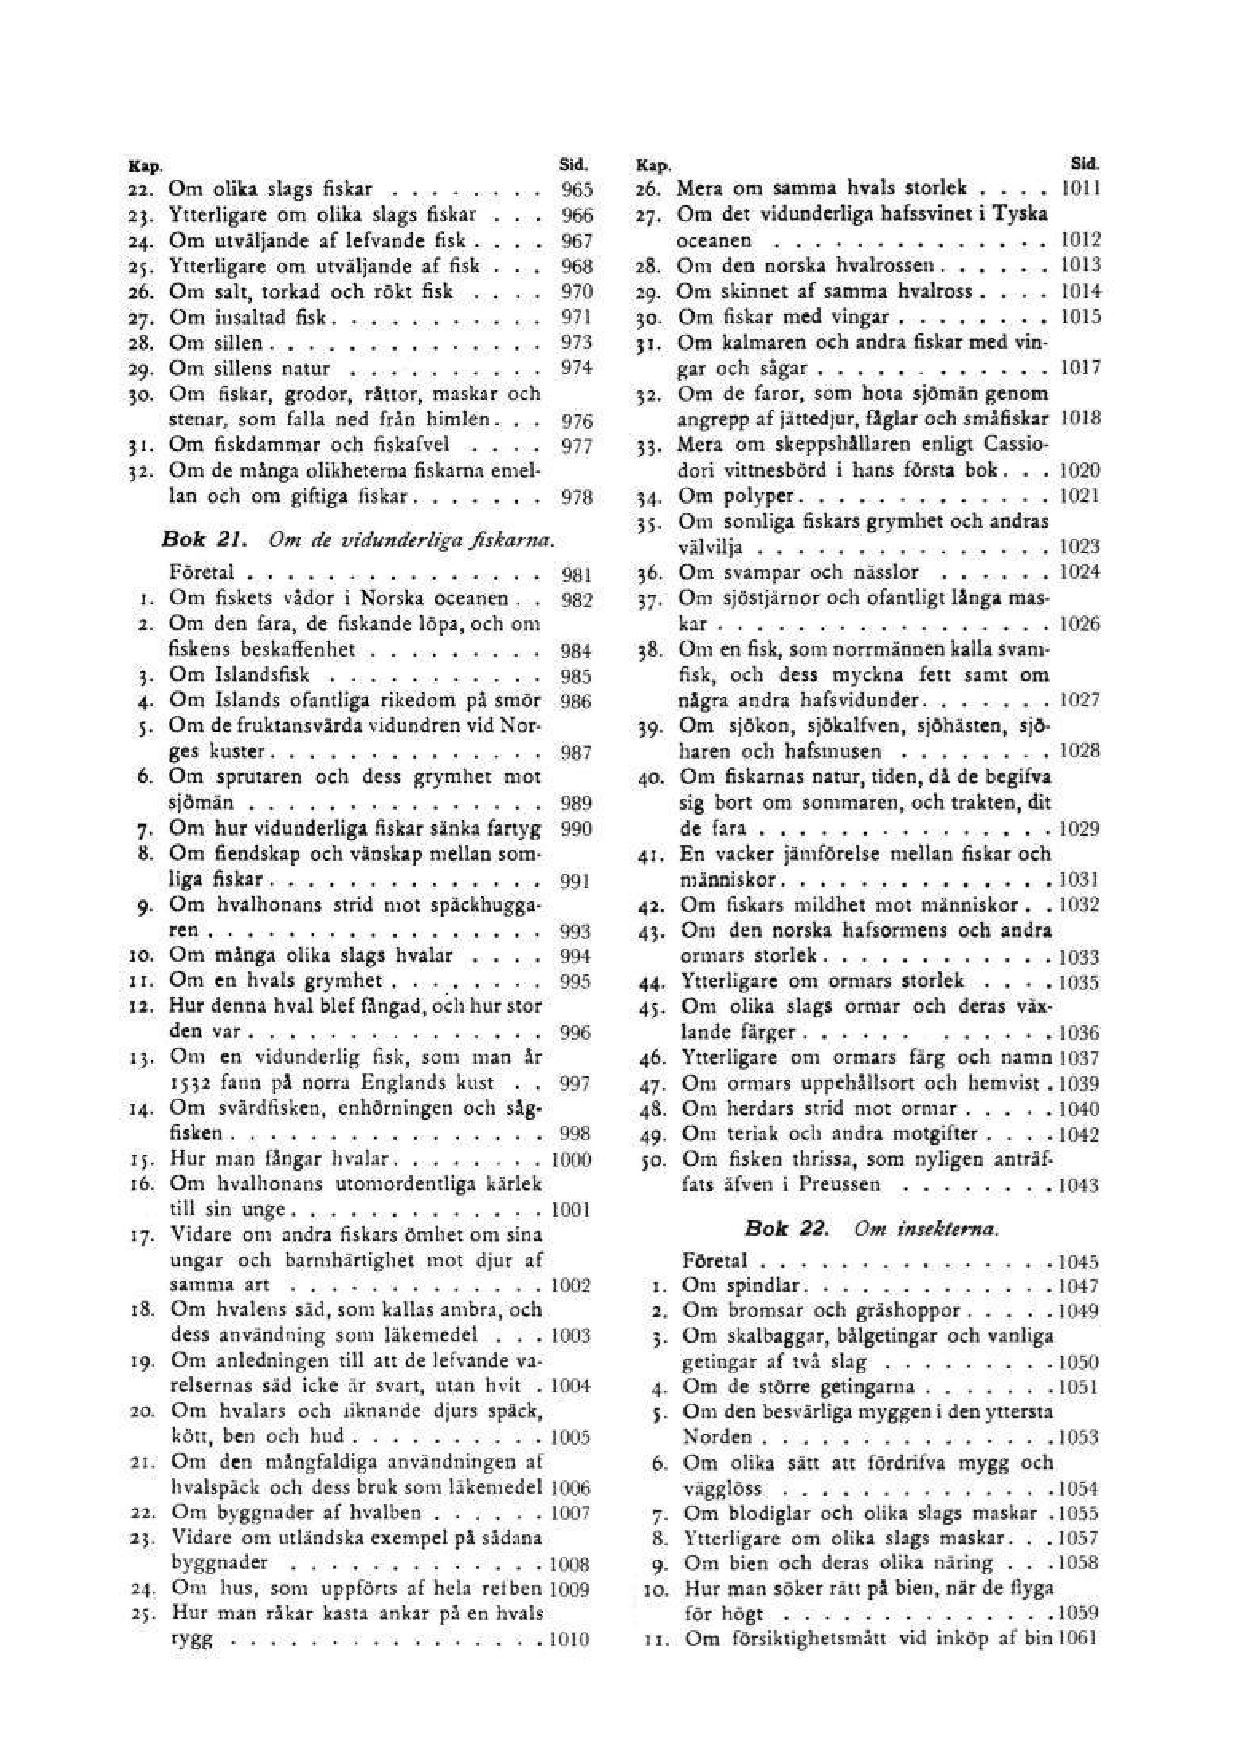 Kap. Sid.
22. Om olika slags fiskar . . . . . . . . 965
23. Ytterligare om olika slags fiskar . . . 966
24. Om utväljande af lefvande fisk . . . . 967
25. Ytterligare om utväljande af fisk . . . 968
26. Om salt, torkad och rökt fisk . . . . 970
27. Om insaltad fisk . . . . . . . . . . . 971
28. Om sillen . . . . . . . . . . . . . . 973
29. Om sillens natur . . . . . . . . . . 974
30. Om fiskar, grodor, råttor, maskar och
stenar, som falla ned från himlen . . . 976
31. Om fiskdammar och fiskafvel . . . . 977
32. Om de många olikheterna fiskarna emel-
lan och om giftiga fiskar . . . . . . . 978
Bok 21. Om de vidunderliga fiskarna.
Företal . . . . . . . . . . . . . . . 981
1. Om fiskets vådor i Norska oceanen . . 982
2. Om den fara, de fiskande löpa, och om
fiskens beskaffenhet . . . . . . . . . 984
3. Om Islandsfisk . . . . . . . . . . . 985
4. Om Islands ofantliga rikedom på smör 986
5. Om de fruktansvärda vidundren vid Nor-
ges kuster . . . . . . . . . . . . . . 987
6. Om sprutaren och dess grymhet mot
sjömän . . . . . . . . . . . . . . . 989
7. Om hur vidunderliga fiskar sänka fartyg 990
8. Om fiendskap och vänskap mellan som-
liga fiskar . . . . . . . . . . . . . . 991
9. Om hvalhonans strid mot späckhugga-
ren . . . . . . . . . . . . . . . . . 993
10. Om många olika slags hvalar . . . . 994
11. Om en hvals grymhet . . . . . . . . 995
12. Hur denna hval blef fångad, och hur stor
den var . . . . . . . . . . . . . . . 996
13. Om en vidunderlig fisk, som man år
1532 fann på norra Englands kust . . 997
14. Om svärdfisken, enhörningen och såg-
fisken . . . . . . . . . . . . . . . . 998
15. Hur man fångar hvalar . . . . . . . . 1000
16. Om hvalhonans utomordentliga kärlek
till sin unge . . . . . . . . . . . . . 1001
17. Vidare om andra fiskars ömhet om sina
ungar och barmhärtighet mot djur af
samma art . . . . . . . . . . . . . 1002
18. Om hvalens säd, som kallas ambra, och
dess användning som läkemedel . . . 1003
19. Om anledningen till att de lefvande va-
relsernas säd icke är svart, utan hvit . 1004
20. Om hvalars och liknande djurs späck,
kött, ben och hud . . . . . . . . . . 1005
21. Om den mångfaldiga användningen af
hvalspäck och dess bruk som läkemedel 1006
22. Om byggnader af hvalben . . . . . . 1007
23. Vidare om utländska exempel på sådana
byggnader . . . . . . . . . . . . . 1008
24. Om hus, som uppförts af hela refben 1009
25. Hur man råkar kasta ankar på en hvals
rygg . . . . . . . . . . . . . . . . 1010
Kap. Sid.
26. Mera om samma hvals storlek . . . . 1011
27. Om det vidunderliga hafssvinet i Tyska
oceanen . . . . . . . . . . . . . . 1012
28. Om den norska hvalrossen . . . . . . 1013
29. Om skinnet af samma hvalross . . . . 1014
30. Om fiskar med vingar . . . . . . . . 1015
31. Om kalmaren och andra fiskar med vin-
gar och sågar . . . . . . . . . . . . 1017
32. Om de faror, som hota sjömän genom
angrepp af jättedjur, fåglar och småfiskar 1018
33. Mera om skeppshållaren enligt Cassio-
dori vittnesbörd i hans första bok . . . 1020
34. Om polyper . . . . . . . . . . . . . 1021
35. Om somliga fiskars grymhet och andras
välvilja . . . . . . . . . . . . . . . 1023
36. Om svampar och nässlor . . . . . . 1024
37. Om sjöstjärnor och ofantligt långa mas-
kar . . . . . . . . . . . . . . . . . 1026
38. Om en fisk, som norrmännen kalla svam-
fisk, och dess myckna fett samt om
några andra hafsvidunder . . . . . . . 1027
39. Om sjökon, sjökalfven, sjöhästen, sjö-
haren och hafsmusen . . . . . . . . 1028
40. Om fiskarnas natur, tiden, då de begifva
sig bort om sommaren, och trakten, dit
de fara . . . . . . . . . . . . . . . 1029
41. En vacker jämförelse mellan fiskar och
människor . . . . . . . . . . . . . . 1031
42. Om fiskars mildhet mot människor . . 1032
43. Om den norska hafsormens och andra
ormars storlek . . . . . . . . . . . . 1033
44. Ytterligare om ormars storlek . . . . 1035
45. Om olika slags ormar och deras väx-
lande färger . . . . . . . . . . . . . 1036
46. Ytterligare om ormars färg och namn 1037
47. Om ormars uppehållsort och hemvist . 1039
48. Om herdars strid mot ormar . . . . . 1040
49. Om teriak och andra motgifter . . . . 1042
50. Om fisken thrissa, som nyligen anträf-
fats äfven i Preussen . . . . . . . . 1043
Bok 22. Om insekterna.
Företal . . . . . . . . . . . . . . . 1045
1. Om spindlar . . . . . . . . . . . . . 1047
2. Om bromsar och gräshoppor . . . . . 1049
3. Om skalbaggar, bålgetingar och vanliga
getingar af två slag . . . . . . . . . 1050
4. Om de större getingarna . . . . . . . 1051
5. Om den besvärliga myggen i den yttersta
Norden . . . . . . . . . . . . . . . 1053
6. Om olika sätt att fördrifva mygg och
vägglöss . . . . . . . . . . . . . . 1054
7. Om blodiglar och olika slags maskar . 1055
8. Ytterligare om olika slags maskar . . . 1057
9. Om bien och deras olika näring . . . 1058
10. Hur man söker rätt på bien, när de flyga
för högt . . . . . . . . . . . . . . 1059
11. Om försiktighetsmått vid inköp af bin 1061